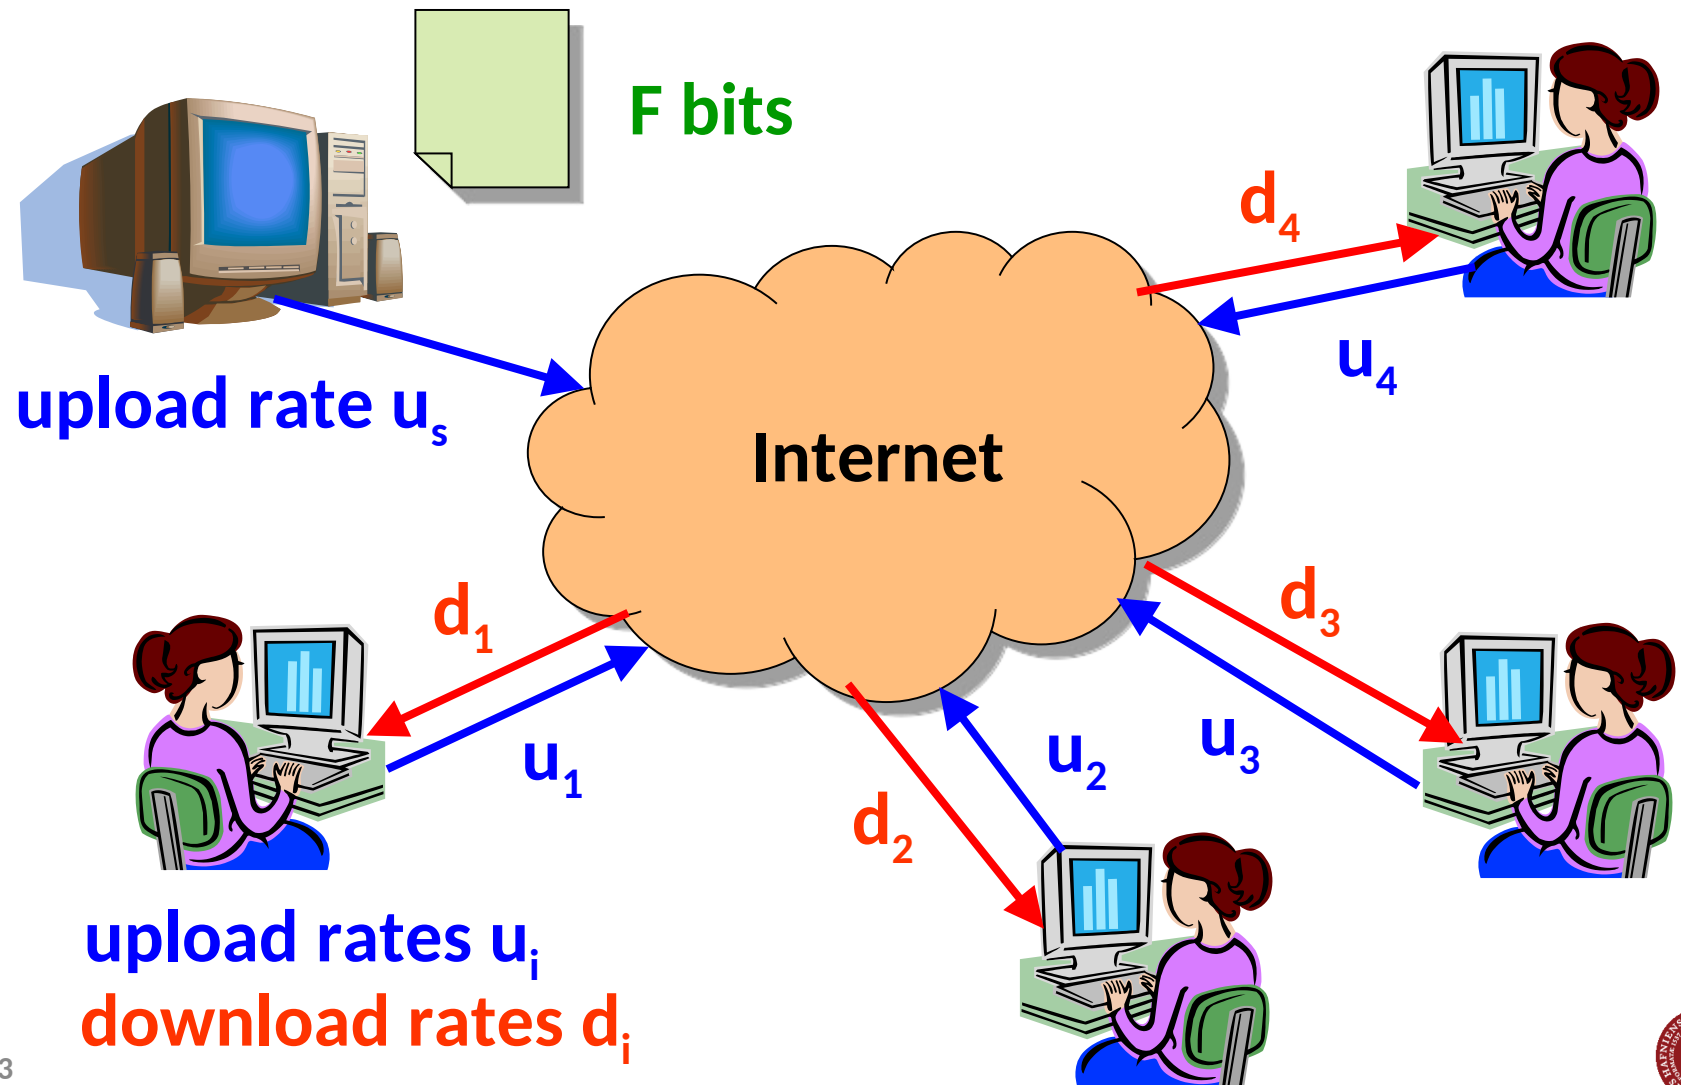 F bits
d4
u4
upload rate us
Internet
d1
u1
d3
u3
u2
d2
upload rates ui
download rates di
3